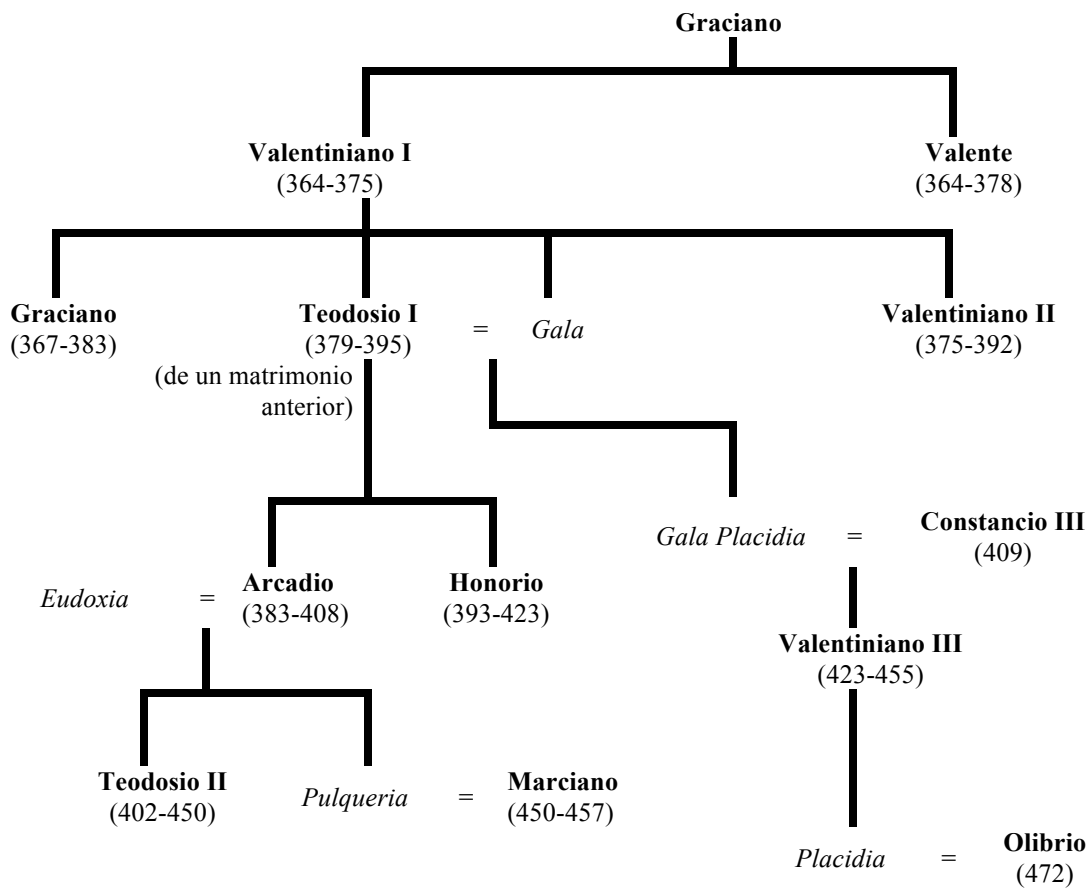 Graciano
Valentiniano I
(364-375)
Valente
(364-378)
Graciano
(367-383)
Teodosio I
(379-395)
(de un matrimonio
anterior)
=
Gala
Valentiniano II
(375-392)
Gala Placidia
=
Constancio III
(409)
Eudoxia
=
Arcadio
(383-408)
Honorio
(393-423)
Valentiniano III
(423-455)
Teodosio II
(402-450)
Pulqueria
=
Marciano
(450-457)
Placidia
=
Olibrio
(472)